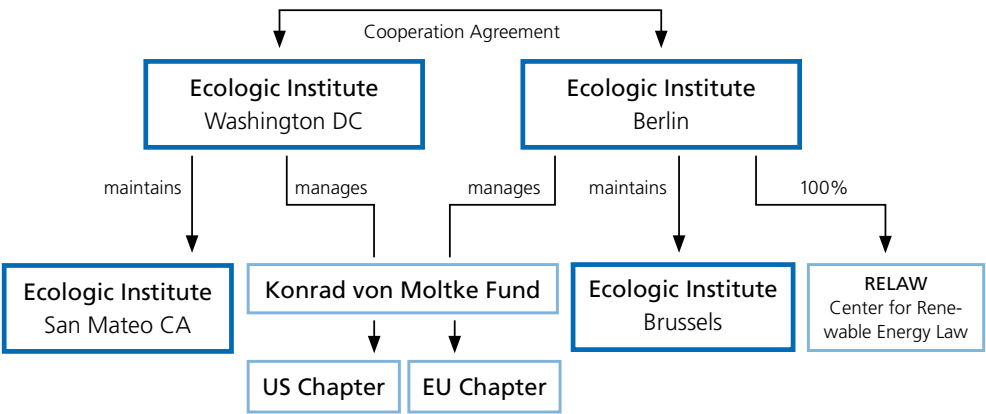 Cooperation Agreement
Ecologic Institute
Washington DC
Ecologic Institute
Berlin
maintains
manages
manages
maintains
100%
Ecologic Institute
San Mateo CA
Konrad von Moltke Fund
Ecologic Institute
Brussels
RELAW
Center for Rene-
wable Energy Law
US Chapter
EU Chapter